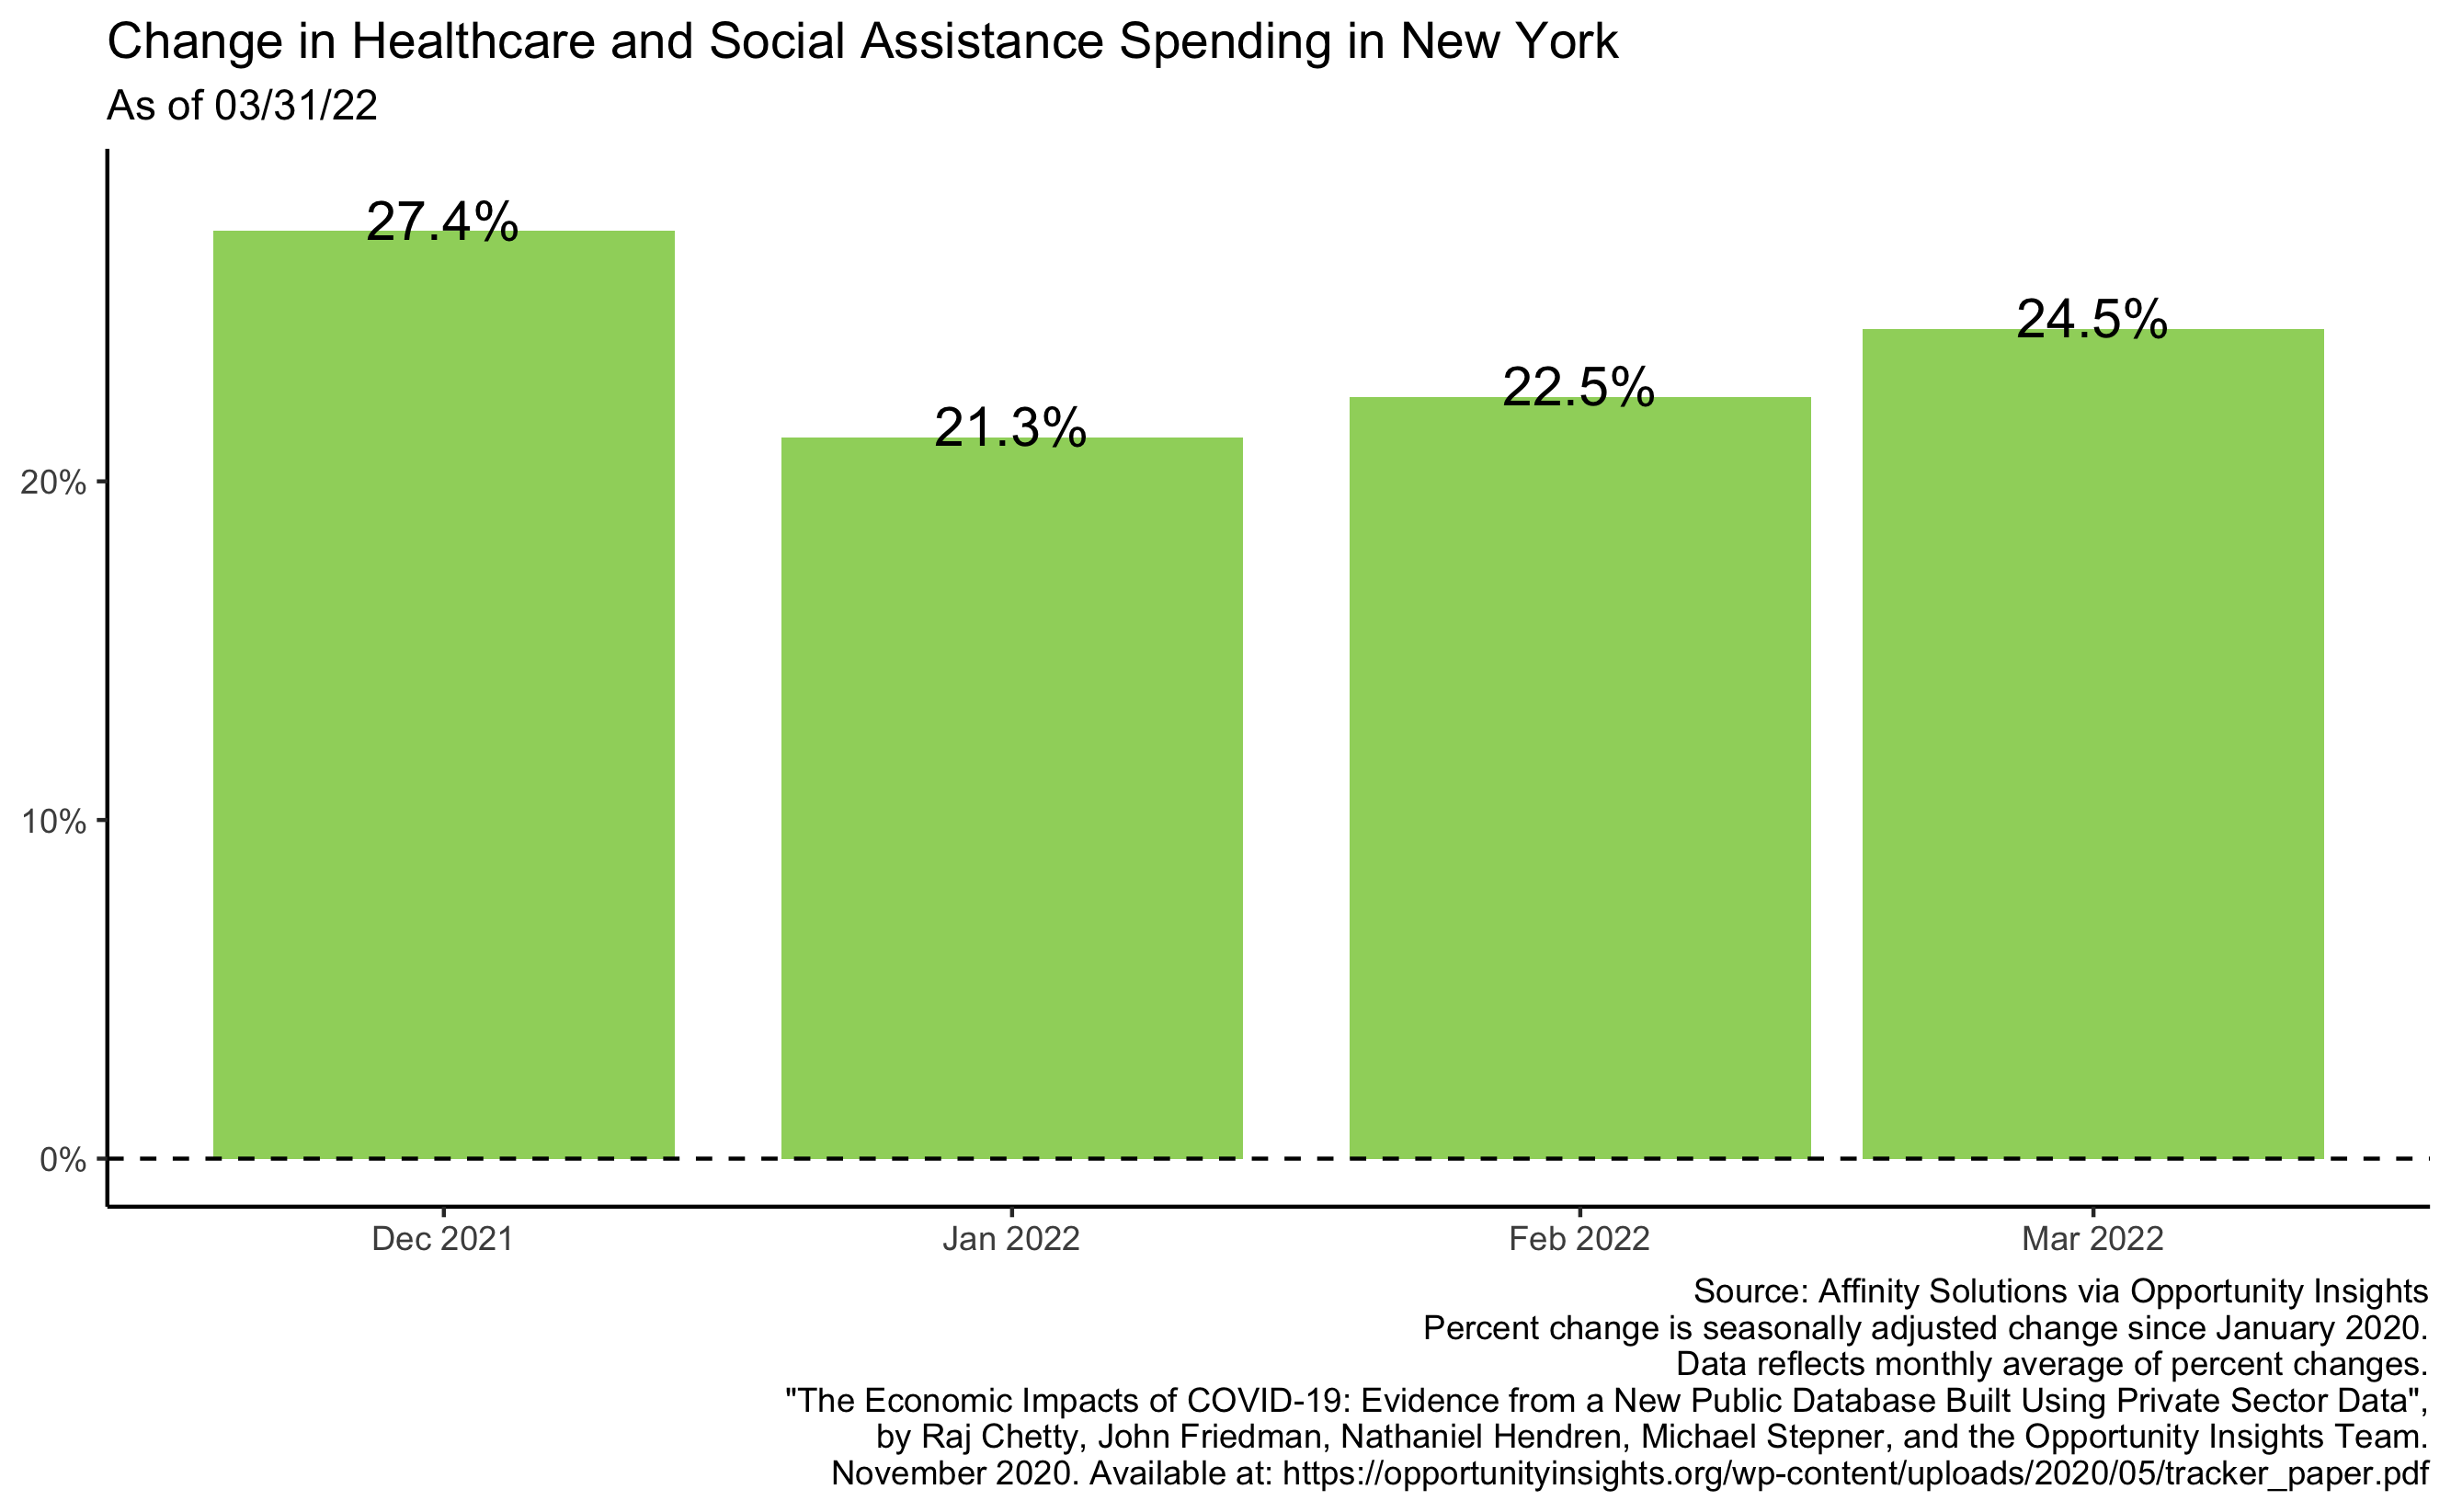 Change in Healthcare and Social Assistance Spending in New York
As of 03/31/22
27.4%
21.3%
22.5%
24.5%
20%
10%
0%
Dec 2021
Jan 2022
Feb 2022
Mar 2022
Source: Affinity Solutions via Opportunity Insights
Percent change is seasonally adjusted change since January 2020.
Data reflects monthly average of percent changes.
"The Economic Impacts of COVID-19: Evidence from a New Public Database Built Using Private Sector Data",
by Raj Chetty, John Friedman, Nathaniel Hendren, Michael Stepner, and the Opportunity Insights Team.
November 2020. Available at: https://opportunityinsights.org/wp-content/uploads/2020/05/tracker_paper.pdf